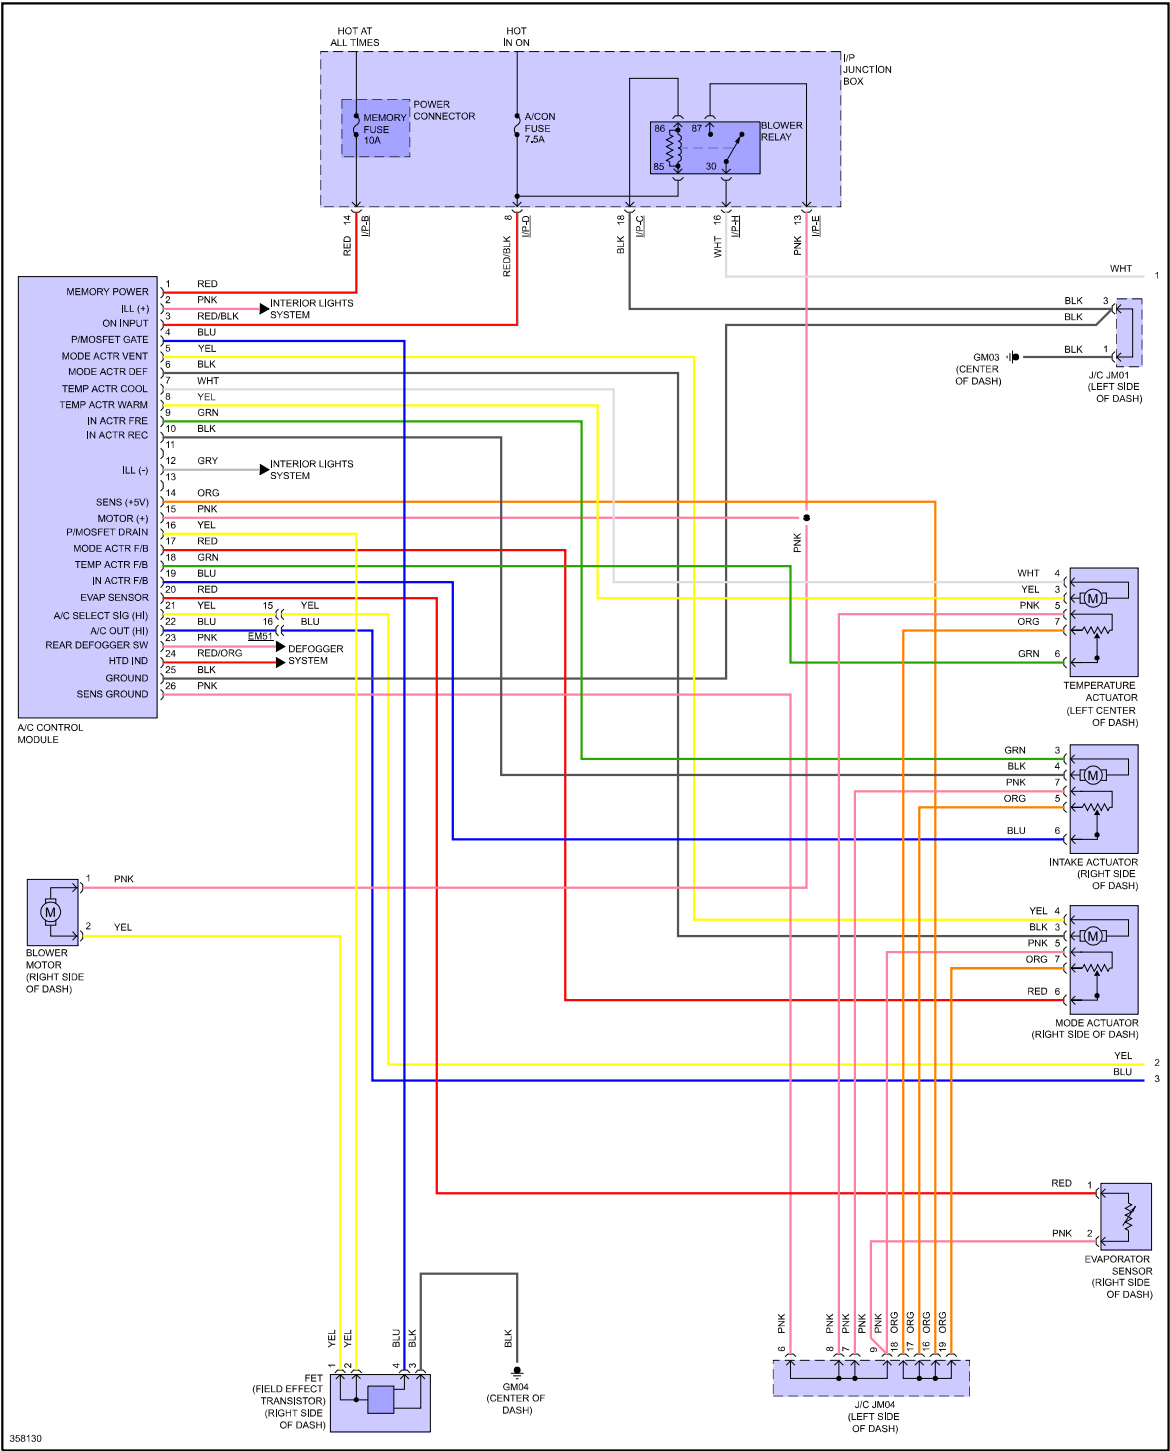 HOT AT
ALL TIMES
HOT
IN ON
I/P
JUNCTION
BOX
POWER
CONNECTOR
MEMORY
FUSE
10A
A/CON
FUSE
7.5A
BLOWER
RELAY
86
87
85
30
14
I/P-B
8
I/P-D
18
I/P-C
16
I/P-H
13
I/P-E
RED
RED/BLK
BLK
WHT
PNK
WHT 1
BLK 3
BLK
BLK 1
GM03
(CENTER
OF DASH)
J/C JM01
(LEFT SIDE
OF DASH)
MEMORY POWER 1 RED
ILL (+) 2 PNK
INTERIOR LIGHTS
SYSTEM
ON INPUT 3 RED/BLK
P/MOSFET GATE 4 BLU
MODE ACTR VENT 5 YEL
MODE ACTR DEF 6 BLK
TEMP ACTR COOL 7 WHT
TEMP ACTR WARM 8 YEL
IN ACTR FRE 9 GRN
IN ACTR REC 10 BLK
11
ILL (-) 12 GRY
INTERIOR LIGHTS
SYSTEM
13
SENS (+5V) 14 ORG
MOTOR (+) 15 PNK
P/MOSFET DRAIN 16 YEL
MODE ACTR F/B 17 RED
TEMP ACTR F/B 18 GRN
IN ACTR F/B 19 BLU
EVAP SENSOR 20 RED
A/C SELECT SIG (HI) 21 YEL 15 YEL
A/C OUT (HI) 22 BLU 16 BLU
EM51
REAR DEFOGGER SW 23 PNK
HTD IND 24 RED/ORG
DEFOGGER
SYSTEM
GROUND 25 BLK
SENS GROUND 26 PNK
A/C CONTROL
MODULE
PNK
WHT 4
YEL 3
PNK 5
ORG 7
GRN 6
M
TEMPERATURE
ACTUATOR
(LEFT CENTER
OF DASH)
GRN 3
BLK 4
PNK 7
ORG 5
BLU 6
M
INTAKE ACTUATOR
(RIGHT SIDE
OF DASH)
1 PNK
M
2 YEL
BLOWER
MOTOR
(RIGHT SIDE
OF DASH)
YEL 4
BLK 3
PNK 5
ORG 7
RED 6
M
MODE ACTUATOR
(RIGHT SIDE OF DASH)
YEL 2
BLU 3
RED 1
PNK 2
EVAPORATOR
SENSOR
(RIGHT SIDE
OF DASH)
YEL
YEL
BLU
BLK
BLK
1
2
4
3
FET
(FIELD EFFECT
TRANSISTOR)
(RIGHT SIDE
OF DASH)
GM04
(CENTER OF
DASH)
PNK
PNK
PNK
PNK
PNK
ORG
ORG
ORG
ORG
6
8
7
9
18
17
16
19
J/C JM04
(LEFT SIDE
OF DASH)
358130